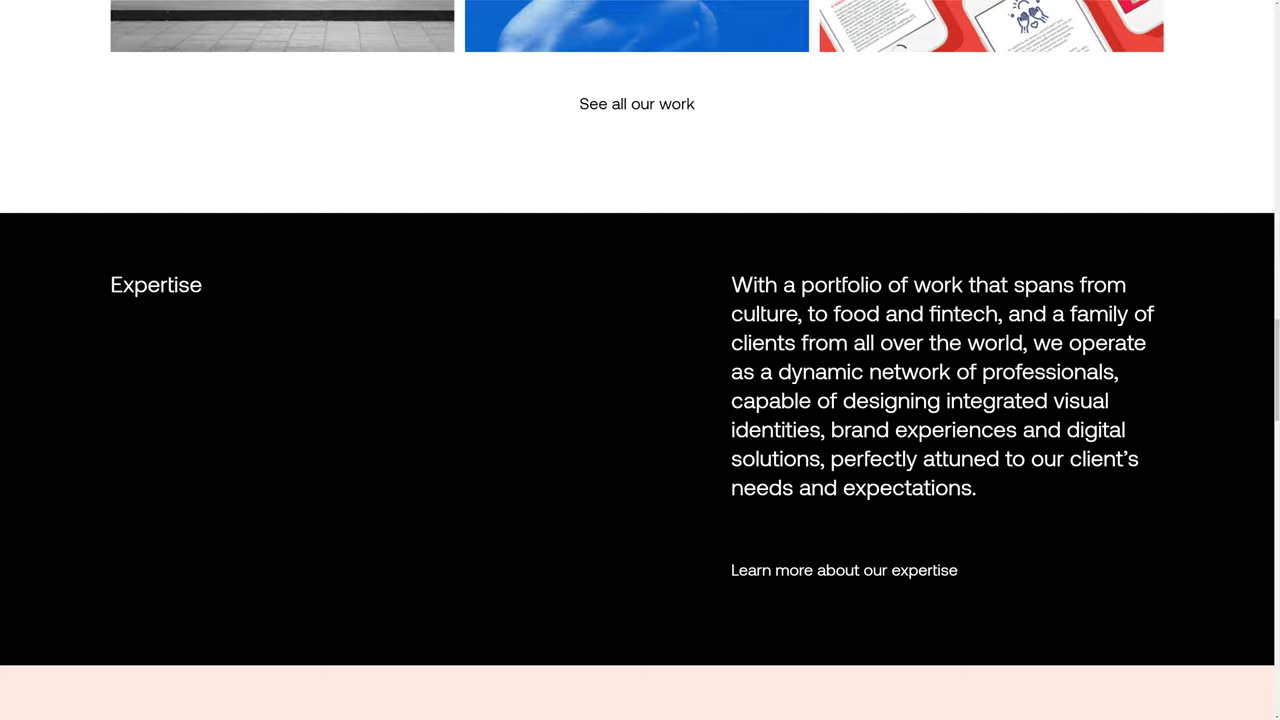 See all our work
Expertise
With a portfolio of work that spans from
culture, to food and fintech, and a family of
clients from all over the world, we operate
as a dynamic network of professionals,
capable of designing integrated visual
identities, brand experiences and digital
solutions, perfectly attuned to our client’s
needs and expectations.
Learn more about our expertise